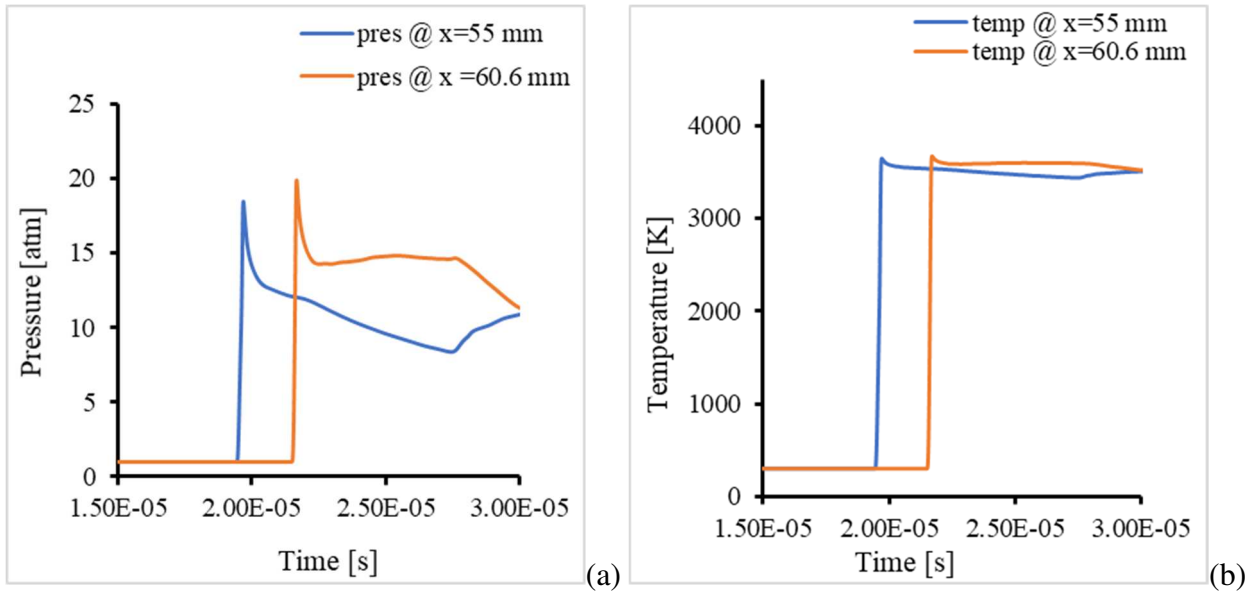 pres @ x=55 mm
pres @ x =60.6 mm
25
20
15
10
5
0
Pressure [atm]
1.50E-05 2.00E-05 2.50E-05 3.00E-05
Time [s]
(a)
temp @ x=55 mm
temp @ x=60.6 mm
4000
3000
2000
1000
0
Temperature [K]
1.50E-05 2.00E-05 2.50E-05 3.00E-05
Time [s]
(b)